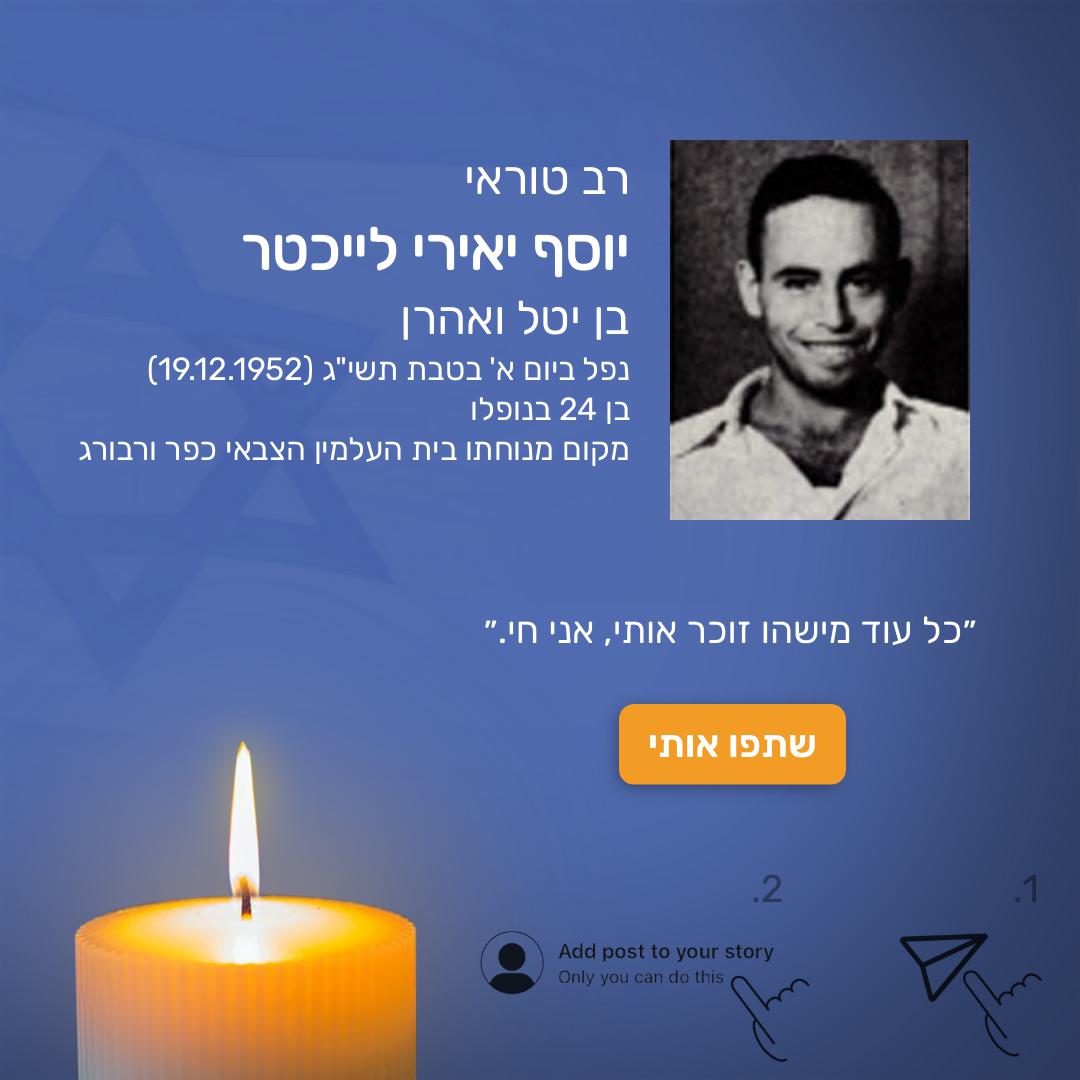 רב טוראי
יוסף יאירי לייכטר
בן יטל ואהרן
נפל ביום א' בטבת תשי"ג (19.12.1952)
בן 24 בנופלו
מקום מנוחתו בית העלמין הצבאי כפר ורבורג
״כל עוד מישהו זוכר אותי, אני חי.״
שתפו אותי
1.
2.
Add post to your story
Only you can do this